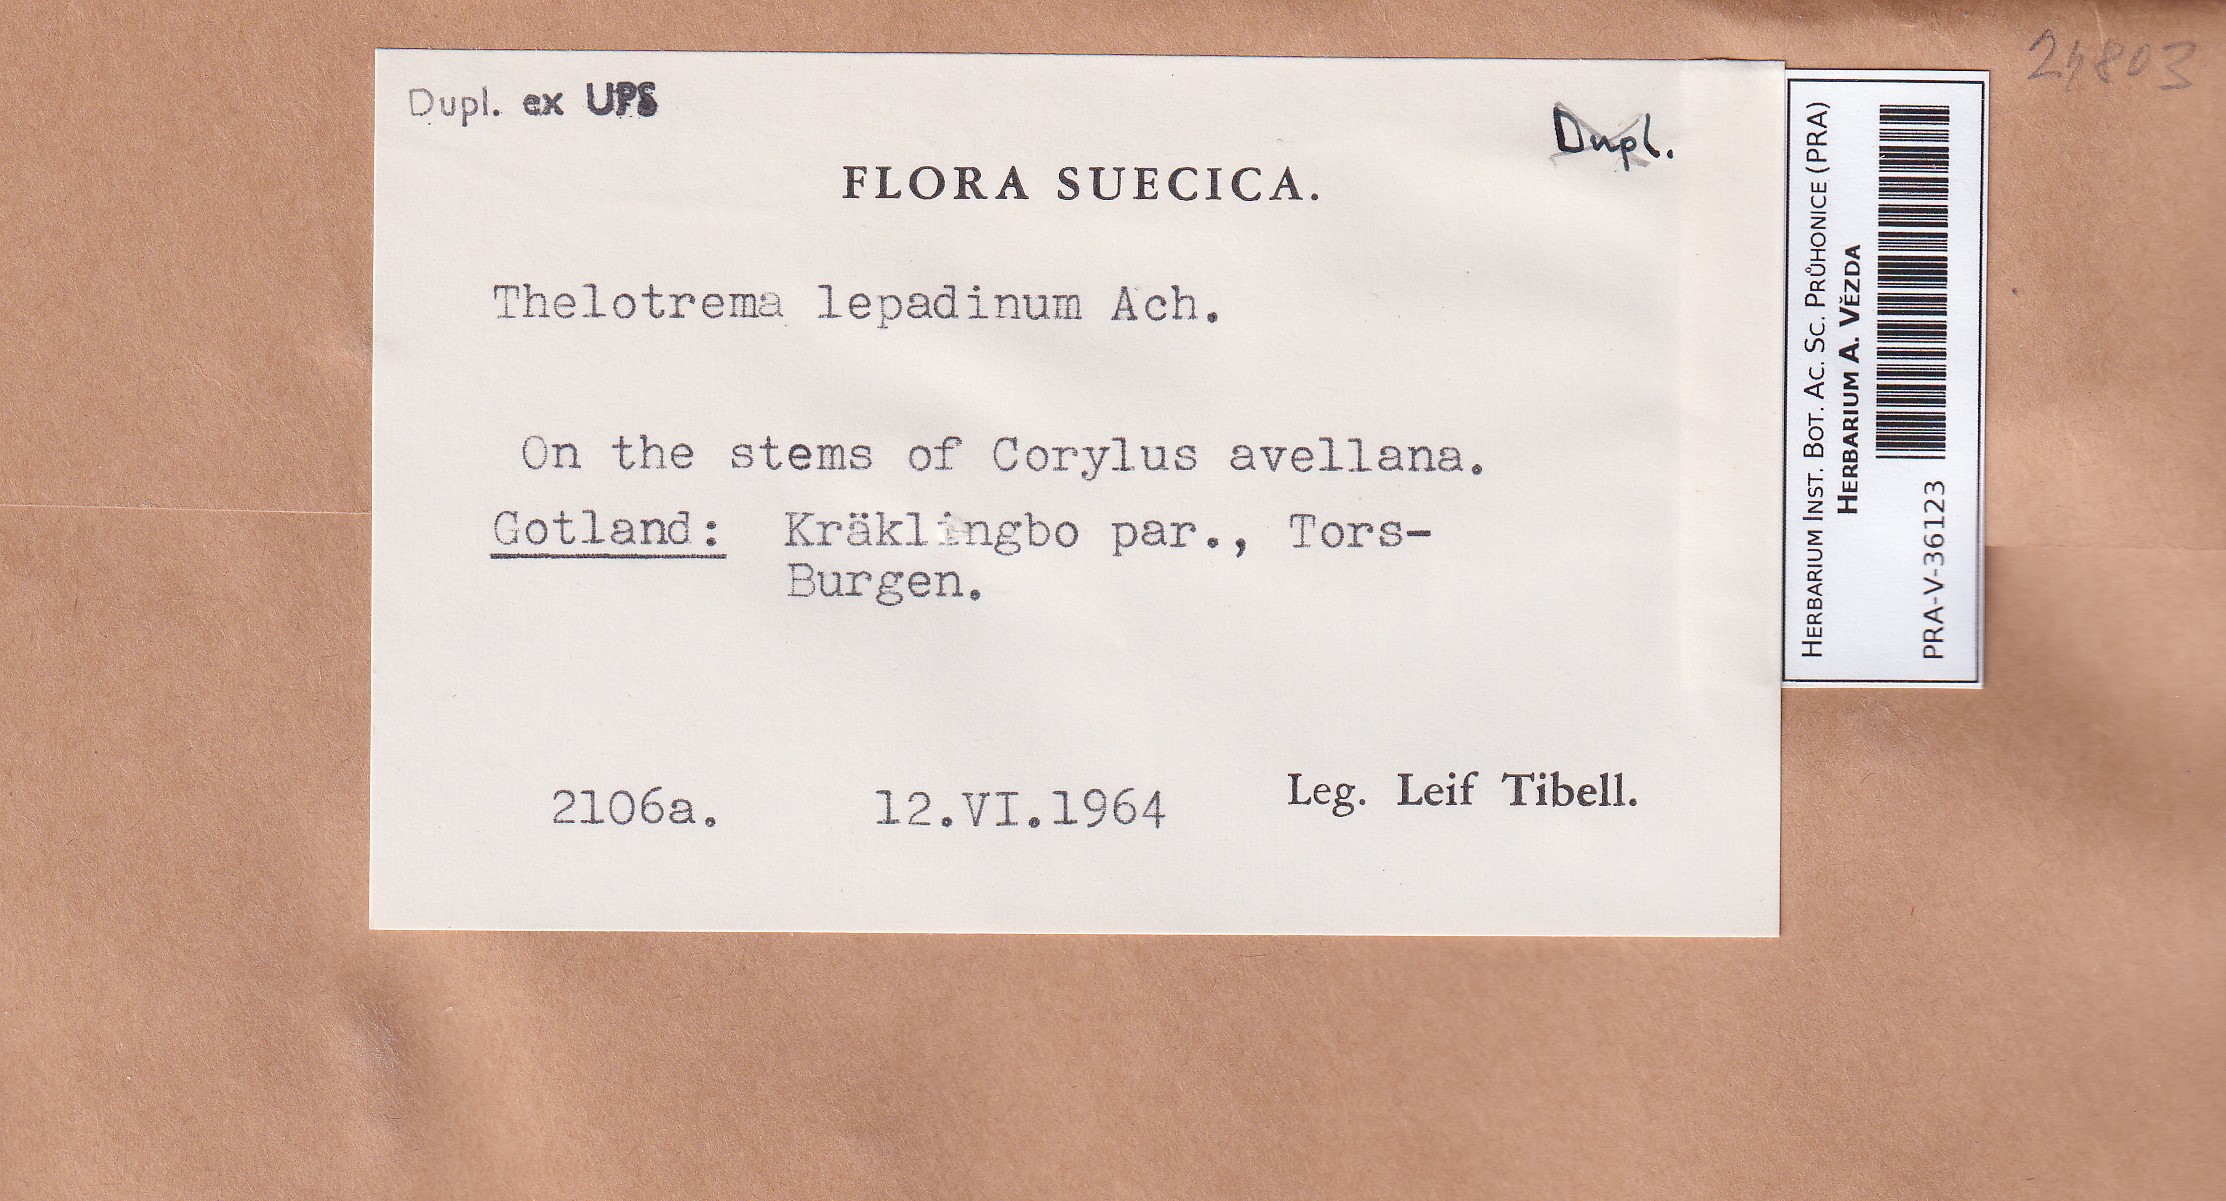 Dupl. ex UPS
Dupl.
FLORA SUECICA.
Thelotrema lepadinum Ach.
On the stems of Corylus avellana.
Gotland: Kräklingbo par., Tors-
Burgen.
2106a. 12.VI.1964 Leg. Leif Tibell.
HERBARIUM INST. BOT. AC. SC. PRŮHONICE (PRA)
HERBARIUM A. VĚZDA
PRA-V-36123